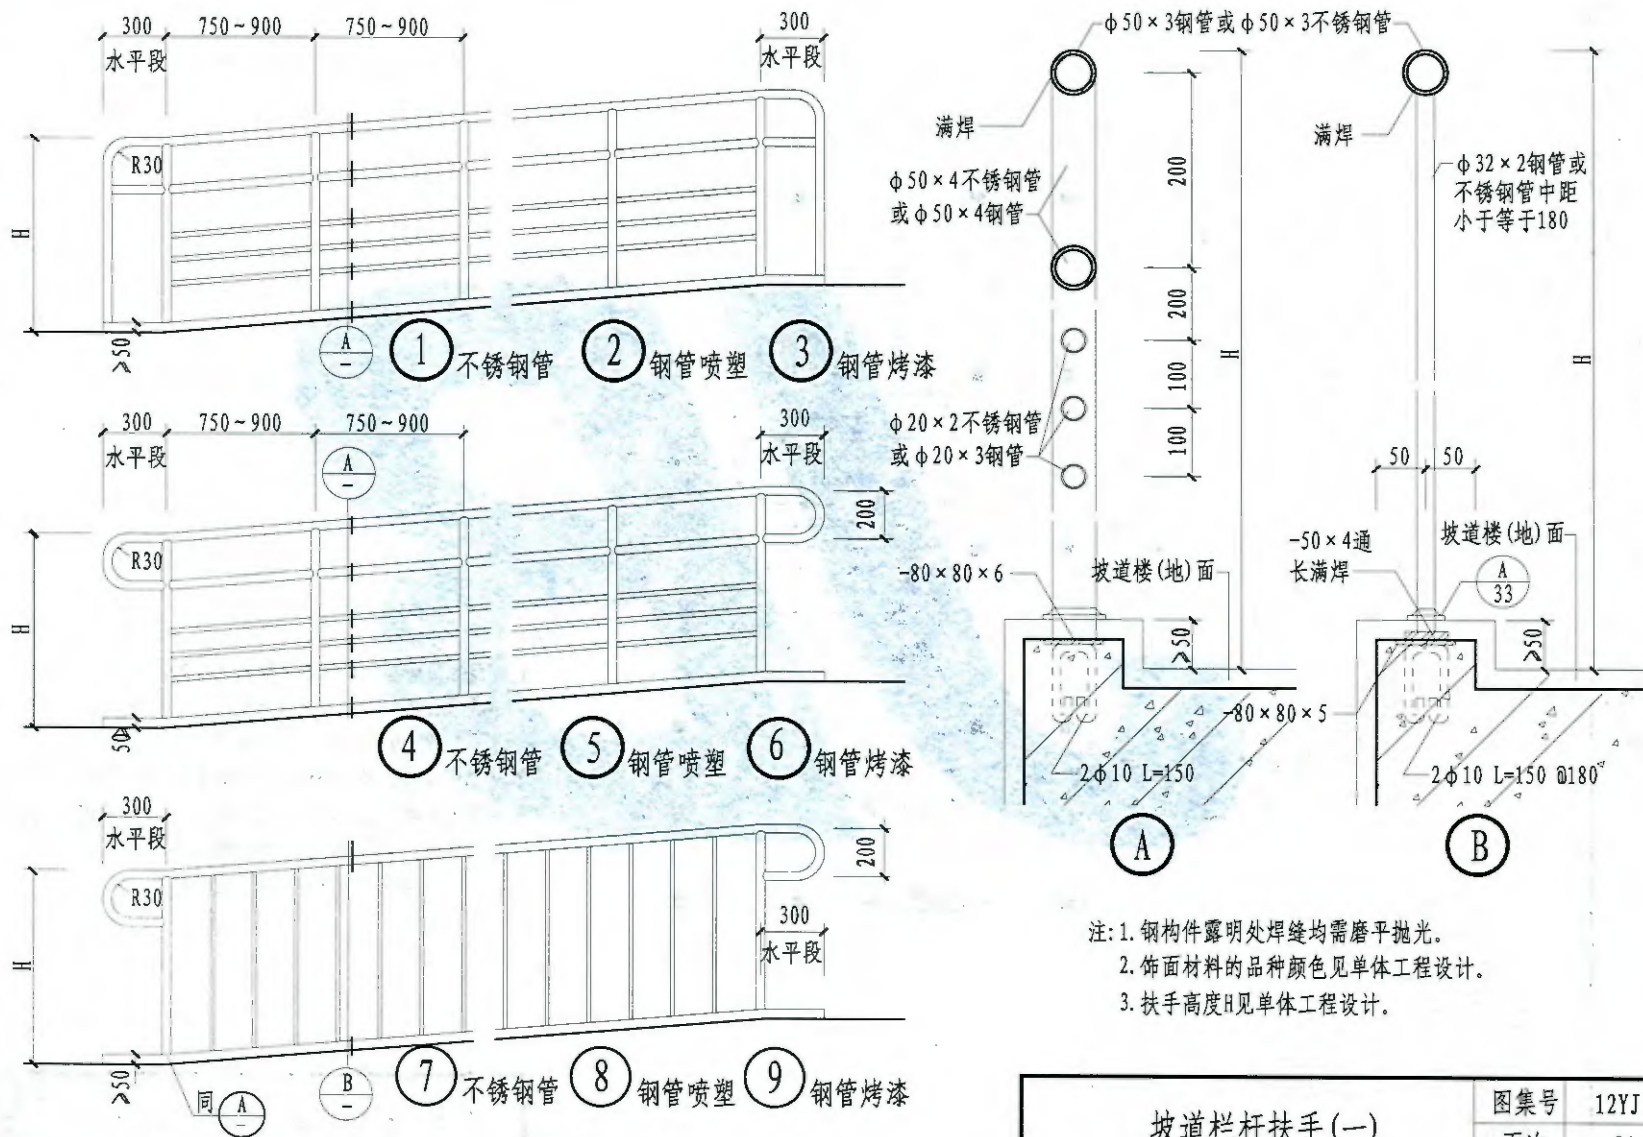 300
750~900
750~900
300
水平段
水平段
R30
H
≥50
A
-
1 不锈钢管
2 钢管喷塑
3 钢管烤漆
300
750~900
750~900
300
水平段
A
-
水平段
200
R30
H
50
4 不锈钢管
5 钢管喷塑
6 钢管烤漆
300
水平段
200
R30
H
300
水平段
≥50
同 A
-
B
-
7 不锈钢管
8 钢管喷塑
9 钢管烤漆
ф50×3钢管或ф50×3不锈钢管
满焊
ф50×4不锈钢管
或ф50×4钢管
200
200
100
100
H
ф20×2不锈钢管
或ф20×3钢管
-80×80×6
坡道楼(地)面
≥50
2ф10 L=150
A
满焊
ф32×2钢管或
不锈钢管中距
小于等于180
H
50
50
-50×4通
长满焊
坡道楼(地)面
A
33
≥50
-80×80×5
2ф10 L=150 @180
B
注:1. 钢构件露明处焊缝均需磨平抛光。
2. 饰面材料的品种颜色见单体工程设计。
3. 扶手高度H见单体工程设计。
坡道栏杆扶手(一)
图集号
12YJ